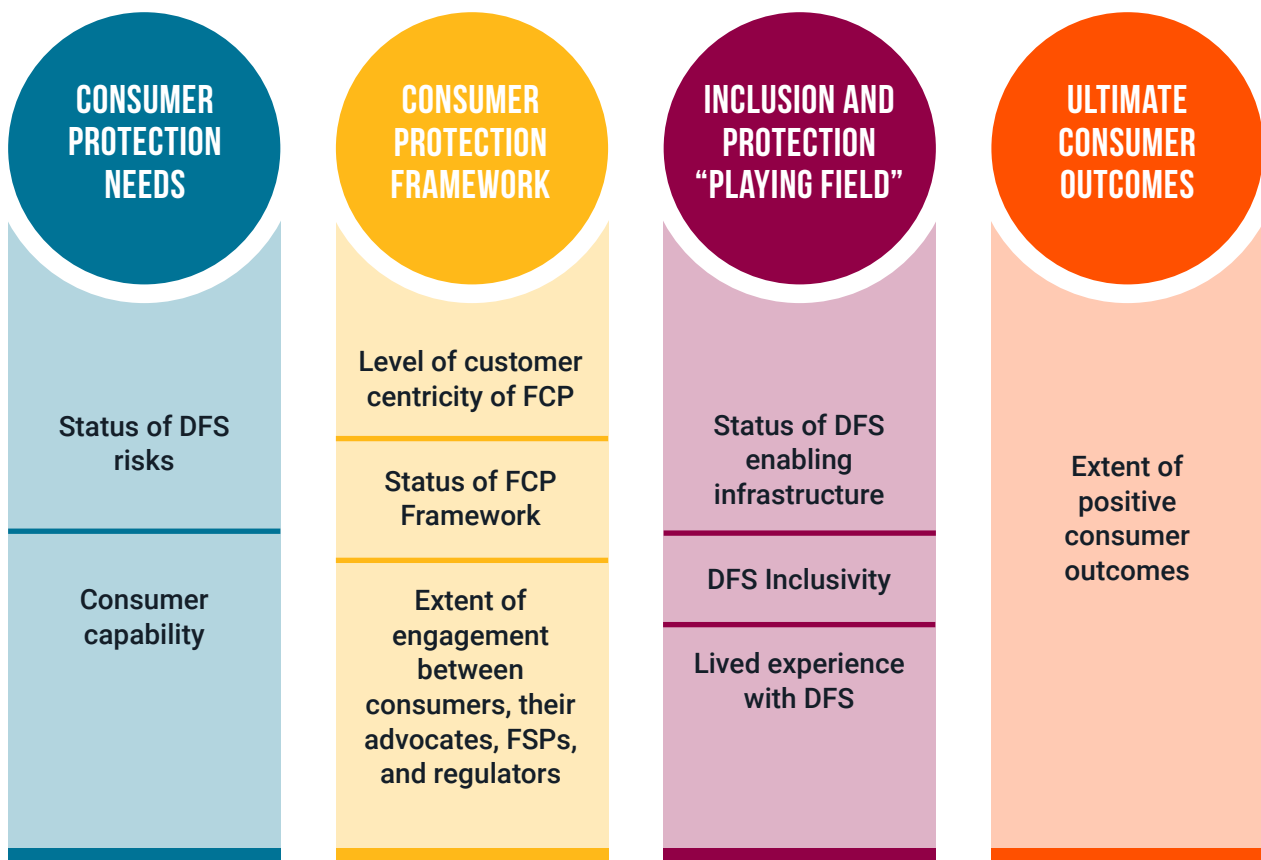 CONSUMER
PROTECTION
NEEDS
Status of DFS
risks
Consumer
capability
CONSUMER
PROTECTION
FRAMEWORK
Level of customer
centricity of FCP
Status of FCP
Framework
Extent of
engagement
between
consumers, their
advocates, FSPs,
and regulators
INCLUSION AND
PROTECTION
“PLAYING FIELD”
Status of DFS
enabling
infrastructure
DFS Inclusivity
Lived experience
with DFS
ULTIMATE
CONSUMER
OUTCOMES
Extent of
positive
consumer
outcomes